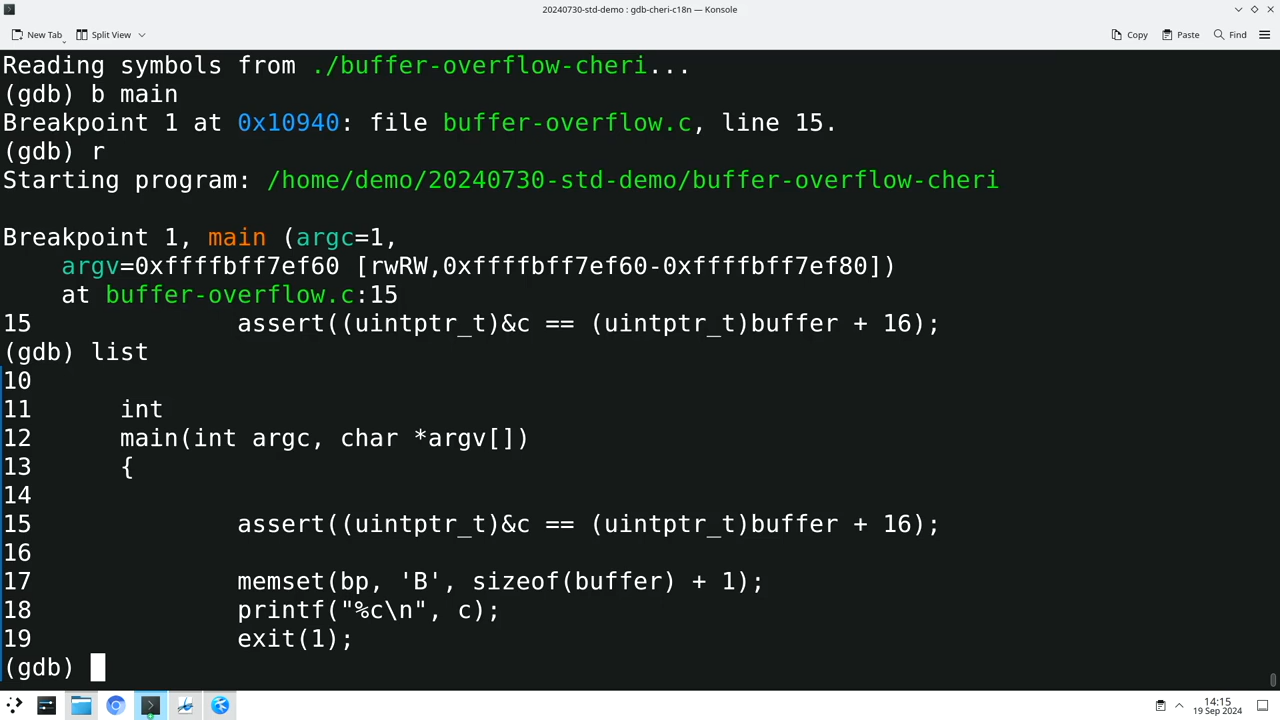 20240730-std-demo : gdb-cheri-c18n — Konsole
New Tab Split View Copy Paste Find
Reading symbols from ./buffer-overflow-cheri...
(gdb) b main
Breakpoint 1 at 0x10940: file buffer-overflow.c, line 15.
(gdb) r
Starting program: /home/demo/20240730-std-demo/buffer-overflow-cheri
Breakpoint 1, main (argc=1,
    argv=0xffffbff7ef60 [rwRW,0xffffbff7ef60-0xffffbff7ef80])
    at buffer-overflow.c:15
15              assert((uintptr_t)&c == (uintptr_t)buffer + 16);
(gdb) list
10
11      int
12      main(int argc, char *argv[])
13      {
14
15              assert((uintptr_t)&c == (uintptr_t)buffer + 16);
16
17              memset(bp, 'B', sizeof(buffer) + 1);
18              printf("%c\n", c);
19              exit(1);
(gdb)
14:15
19 Sep 2024